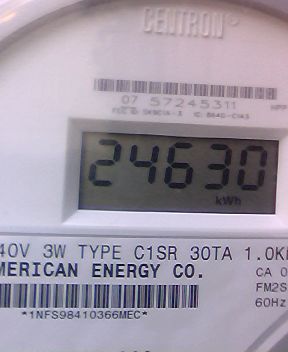 CENTRON®
07 57245311
24630
kWh
40V 3W TYPE C1SR 30TA 1.0K
MERICAN ENERGY CO.
CA 0
FM2S
60Hz
*1NFS98410366MEC*